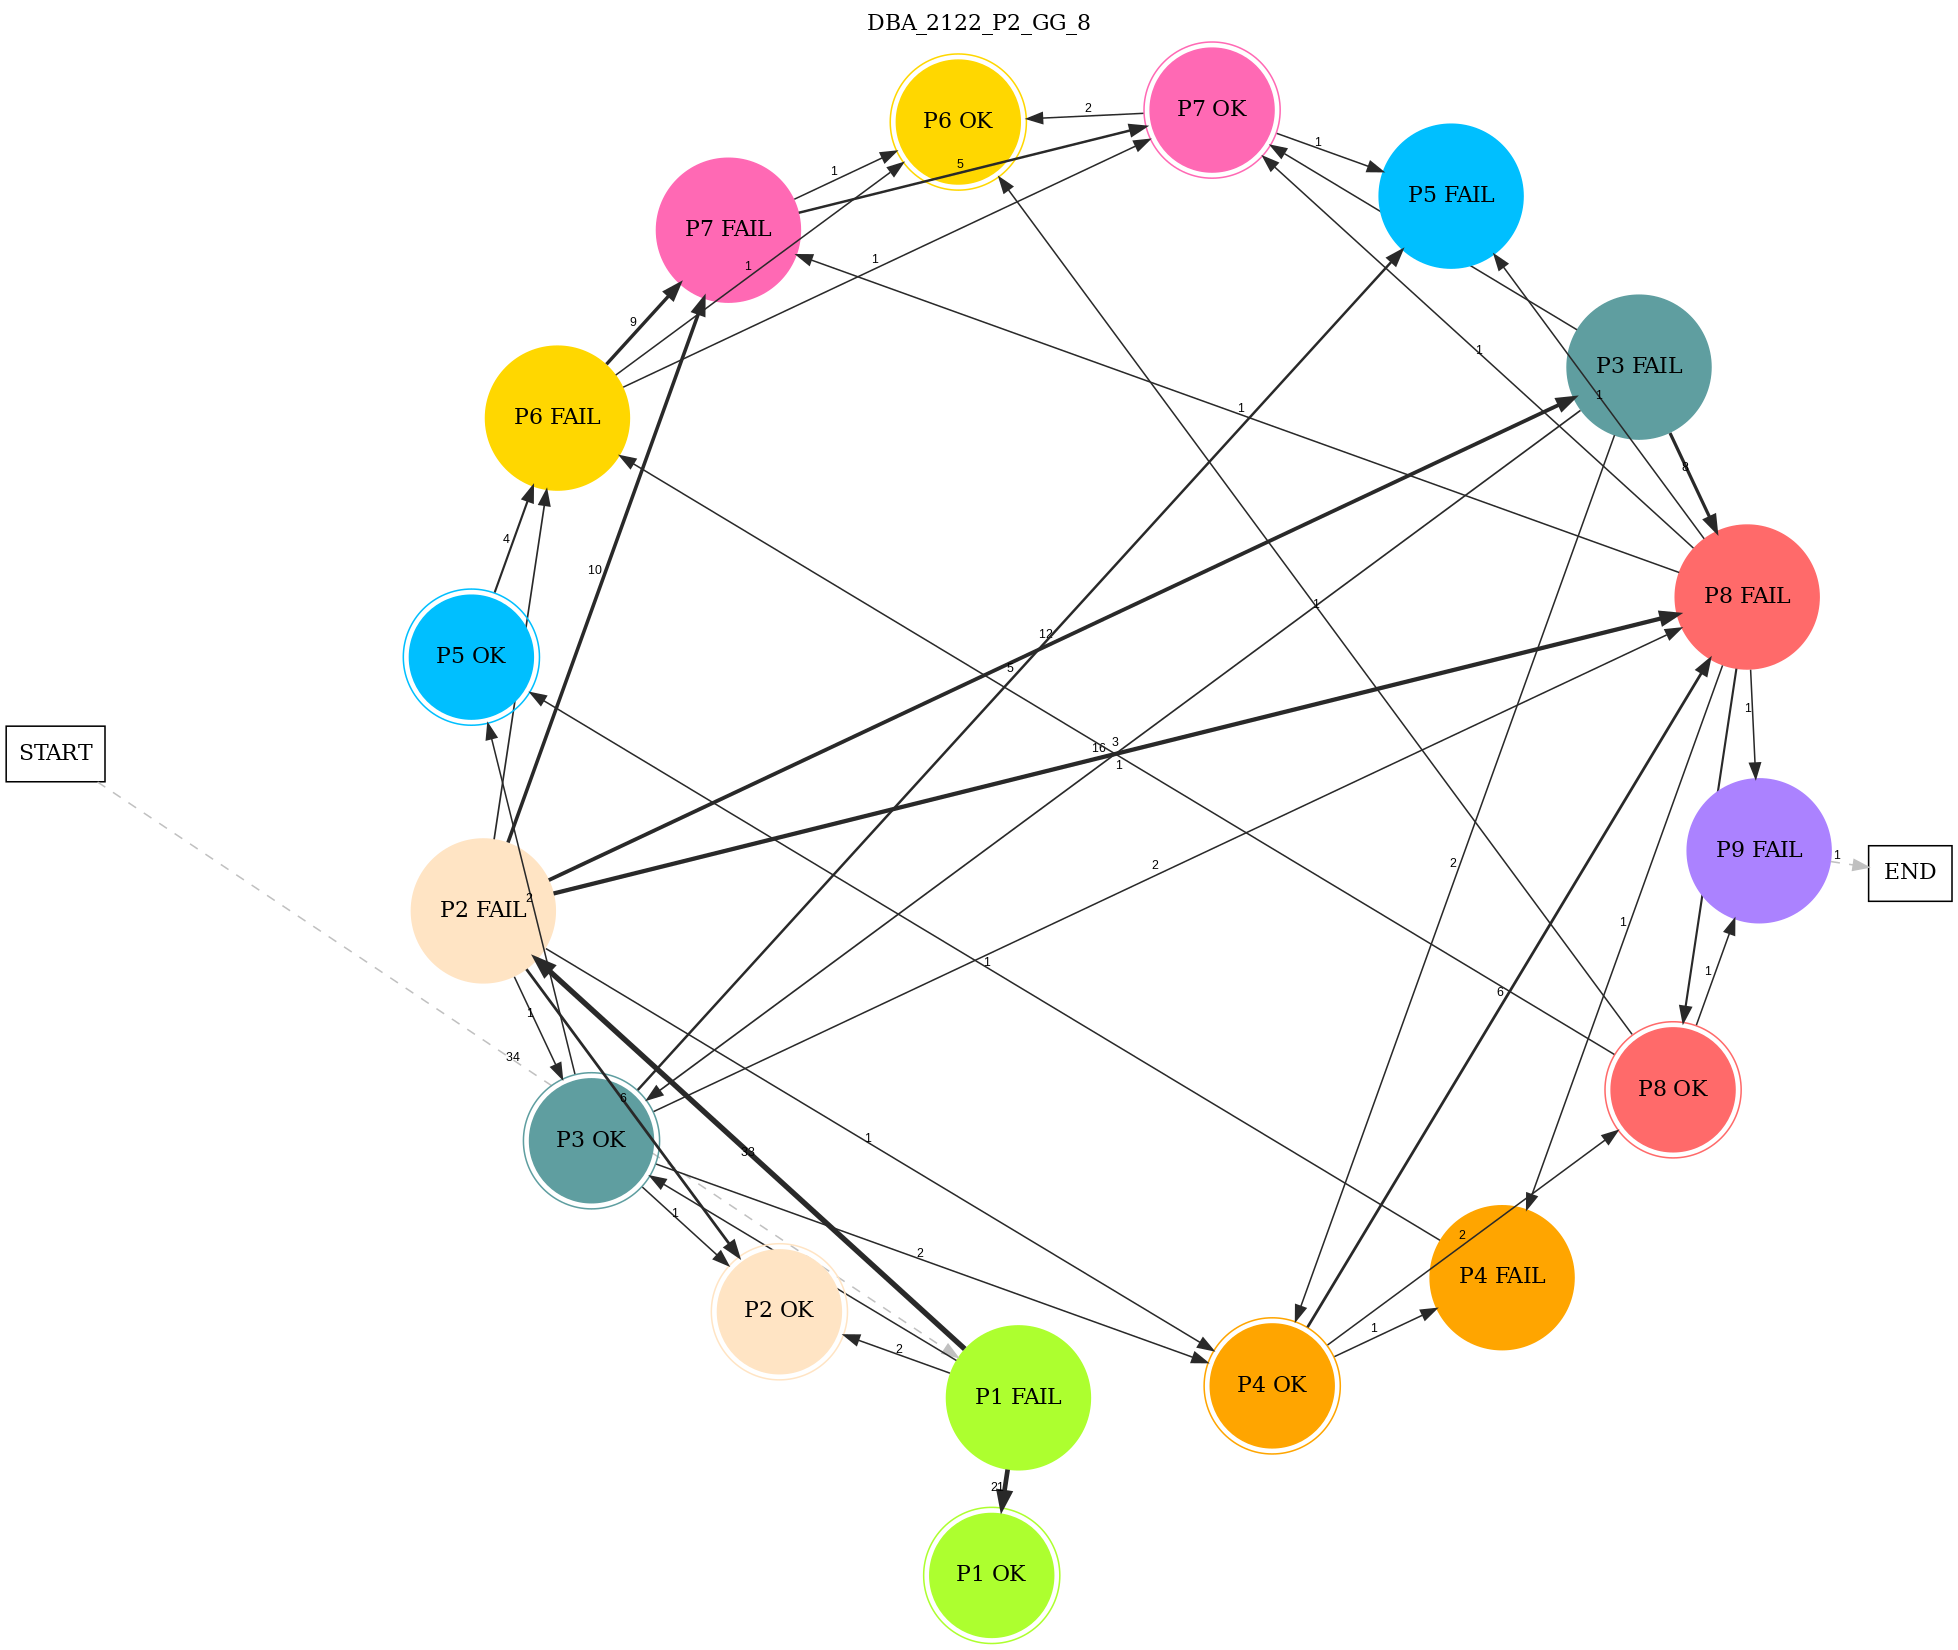 DBA_2122_P2_GG_8
P7 OK
P6 OK
2
1
1
5
P5 FAIL
P7 FAIL
1
1
9
1
P3 FAIL
1
1
P6 FAIL
8
4
10
P8 FAIL
1
12
P5 OK
5
1
3
16
1
START
P9 FAIL
1
END
2
2
2
P2 FAIL
1
1
1
6
1
34
P8 OK
6
1
33
P3 OK
1
2
2
P4 FAIL
P2 OK
1
2
P4 OK
P1 FAIL
21
P1 OK